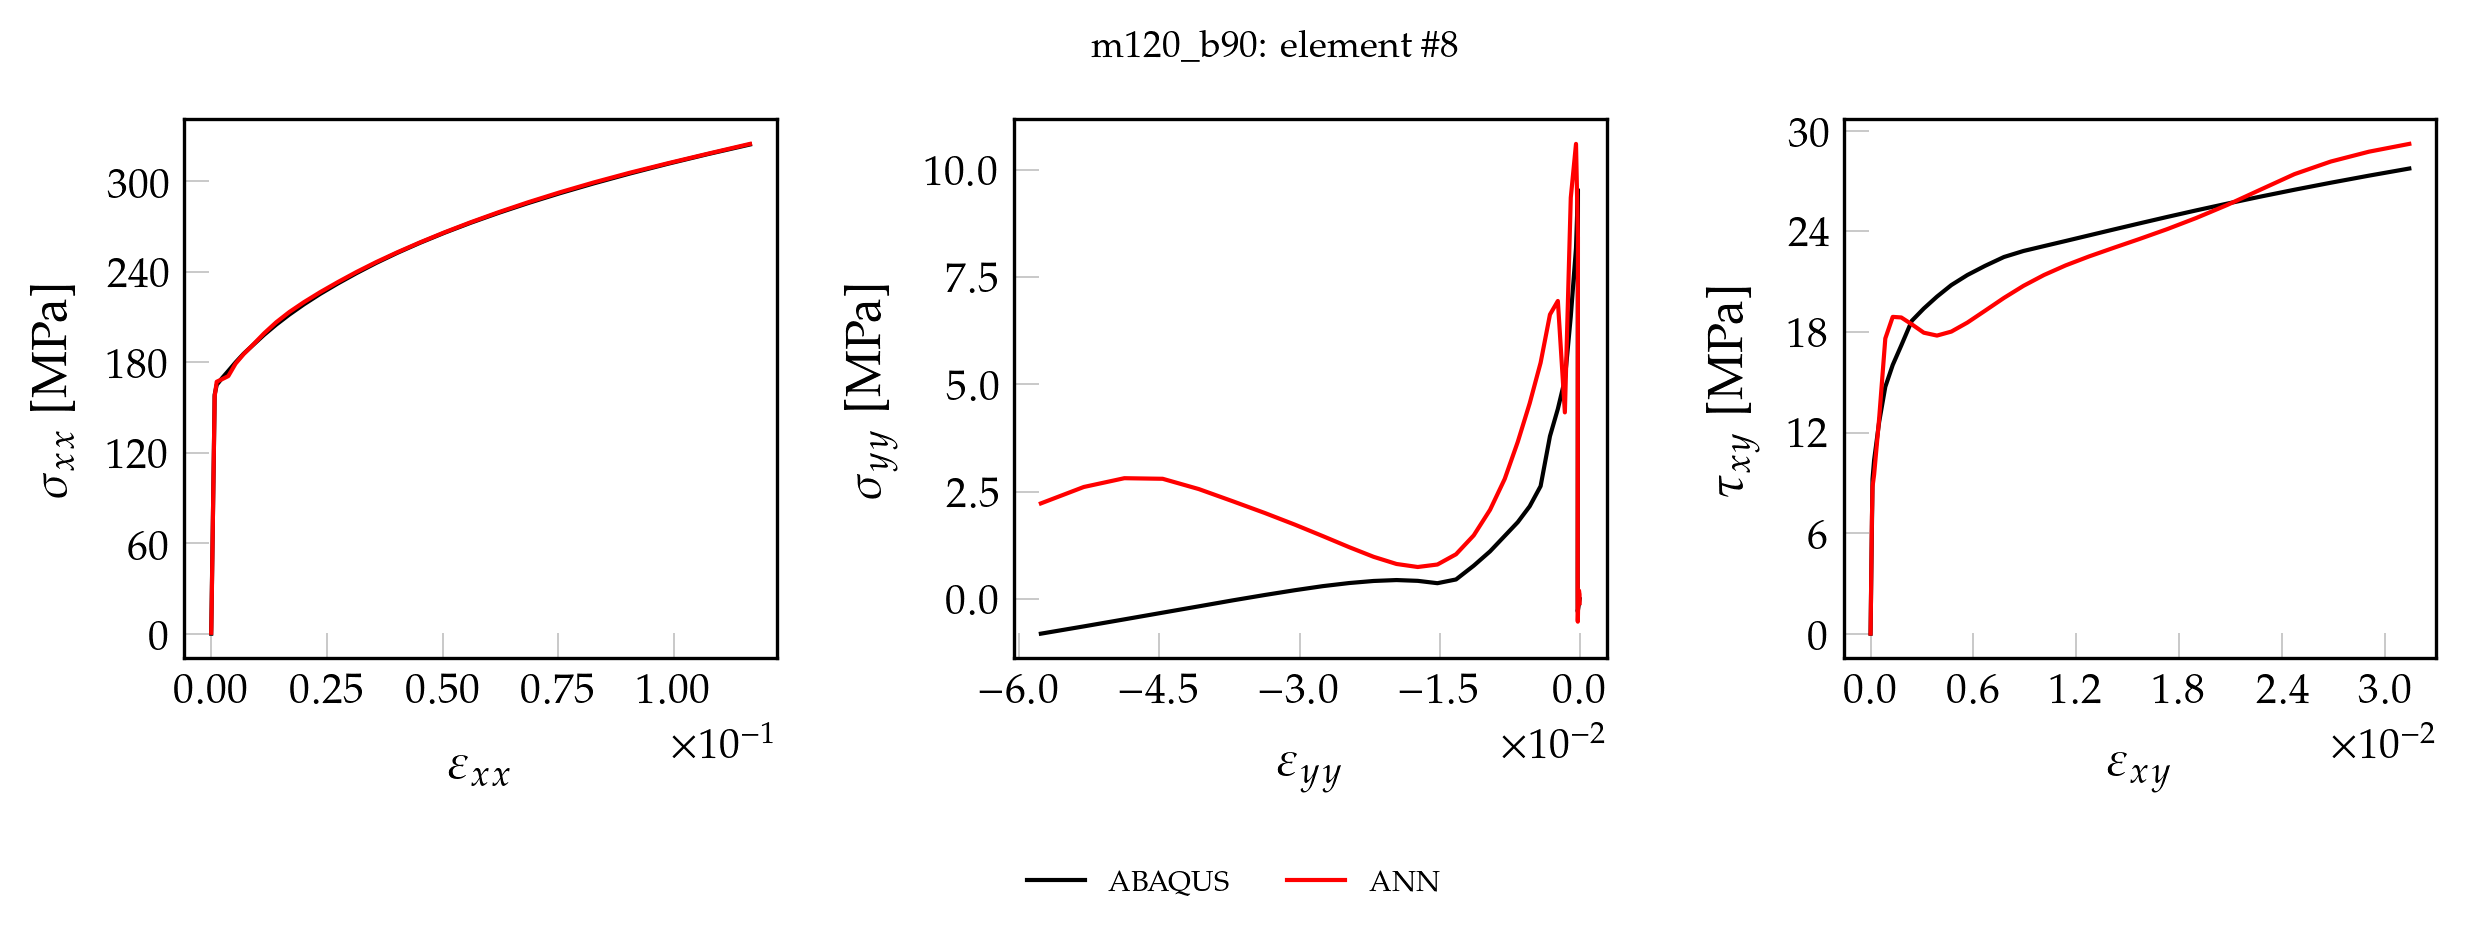 m120_b90: element #8
σxx [MPa]
300
240
180
120
60
0
0.00 0.25 0.50 0.75 1.00
×10−1
εxx
σyy [MPa]
10.0
7.5
5.0
2.5
0.0
−6.0 −4.5 −3.0 −1.5 0.0
×10−2
εyy
τxy [MPa]
30
24
18
12
6
0
0.0 0.6 1.2 1.8 2.4 3.0
×10−2
εxy
ABAQUS ANN